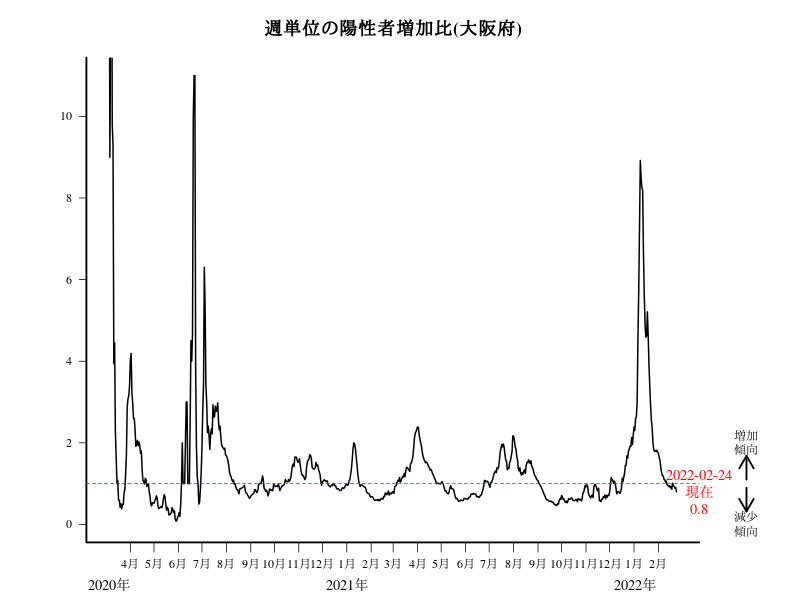 週単位の陽性者増加比(大阪府)
10
8
6
4
2
0
増加
傾向
2022-02-24
現在
0.8
減少
傾向
4月 5月 6月 7月 8月 9月 10月 11月 12月 1月 2月 3月 4月 5月 6月 7月 8月 9月 10月 11月 12月 1月 2月
2020年 2021年 2022年